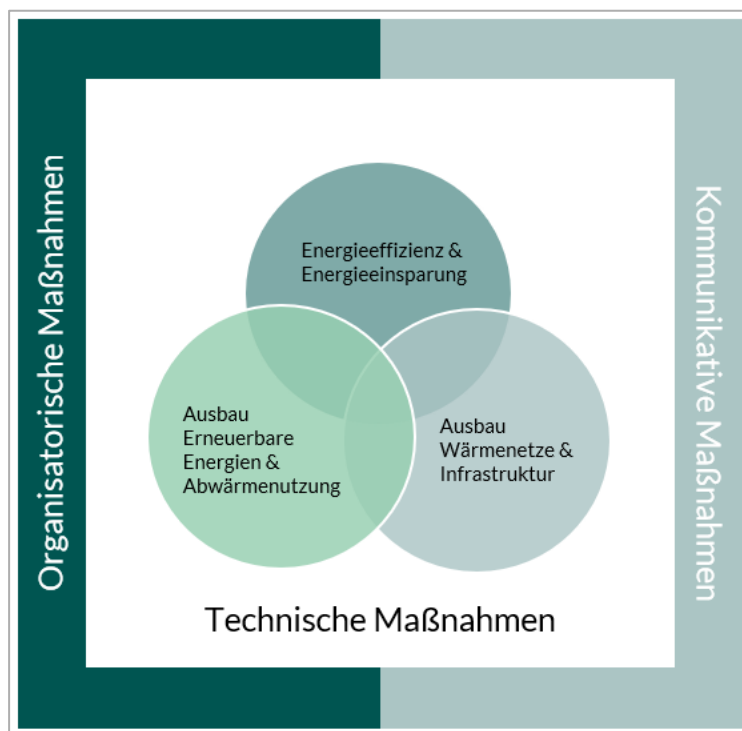 Organisatorische Maßnahmen
Energieeffizienz &
Energieeinsparung
Ausbau
Erneuerbare
Energien &
Abwärmenutzung
Ausbau
Wärmenetze &
Infrastruktur
Technische Maßnahmen
Kommunikative Maßnahmen